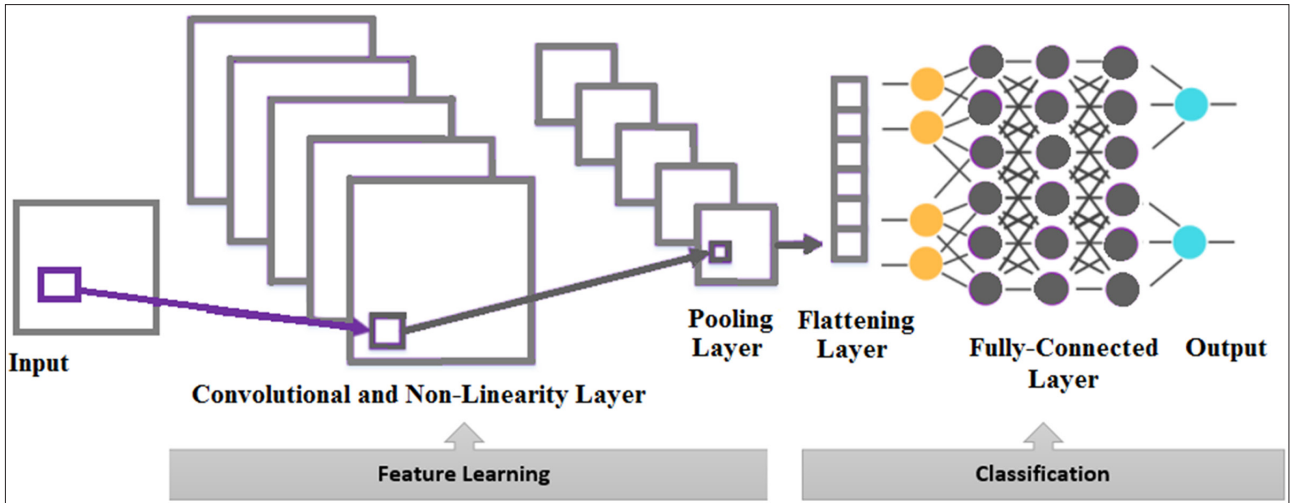 Input
Convolutional and Non-Linearity Layer
Pooling
Layer
Flattening
Layer
Fully-Connected
Layer
Output
Feature Learning
Classification